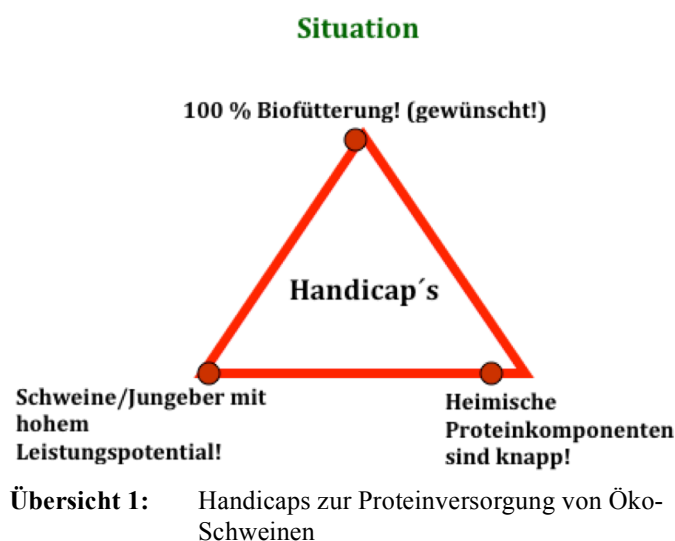 Situation
100 % Biofütterung! (gewünscht!)
Handicap´s
Schweine/Jungeber mit
hohem
Leistungspotential!
Heimische
Proteinkomponenten
sind knapp!
Übersicht 1: Handicaps zur Proteinversorgung von Öko-
Schweinen